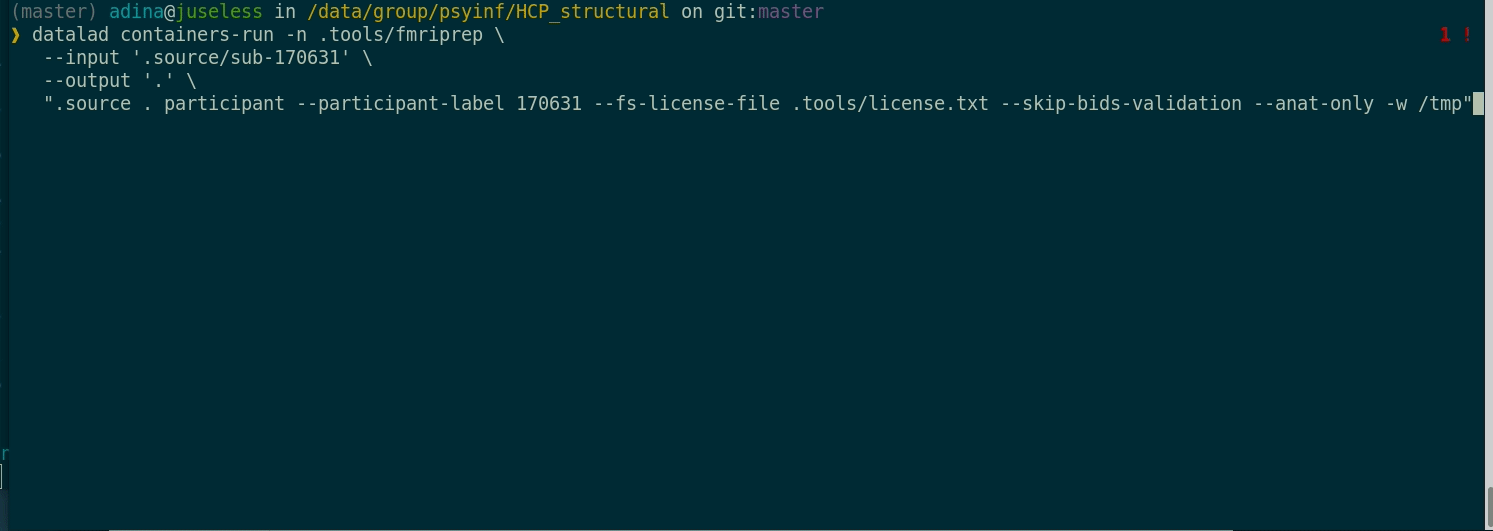 (master) adina@juseless in /data/group/psyinf/HCP_structural on git:master
❯ datalad containers-run -n .tools/fmriprep \ 1 !
--input '.source/sub-170631' \
--output '.' \
".source . participant --participant-label 170631 --fs-license-file .tools/license.txt --skip-bids-validation --anat-only -w /tmp"
r